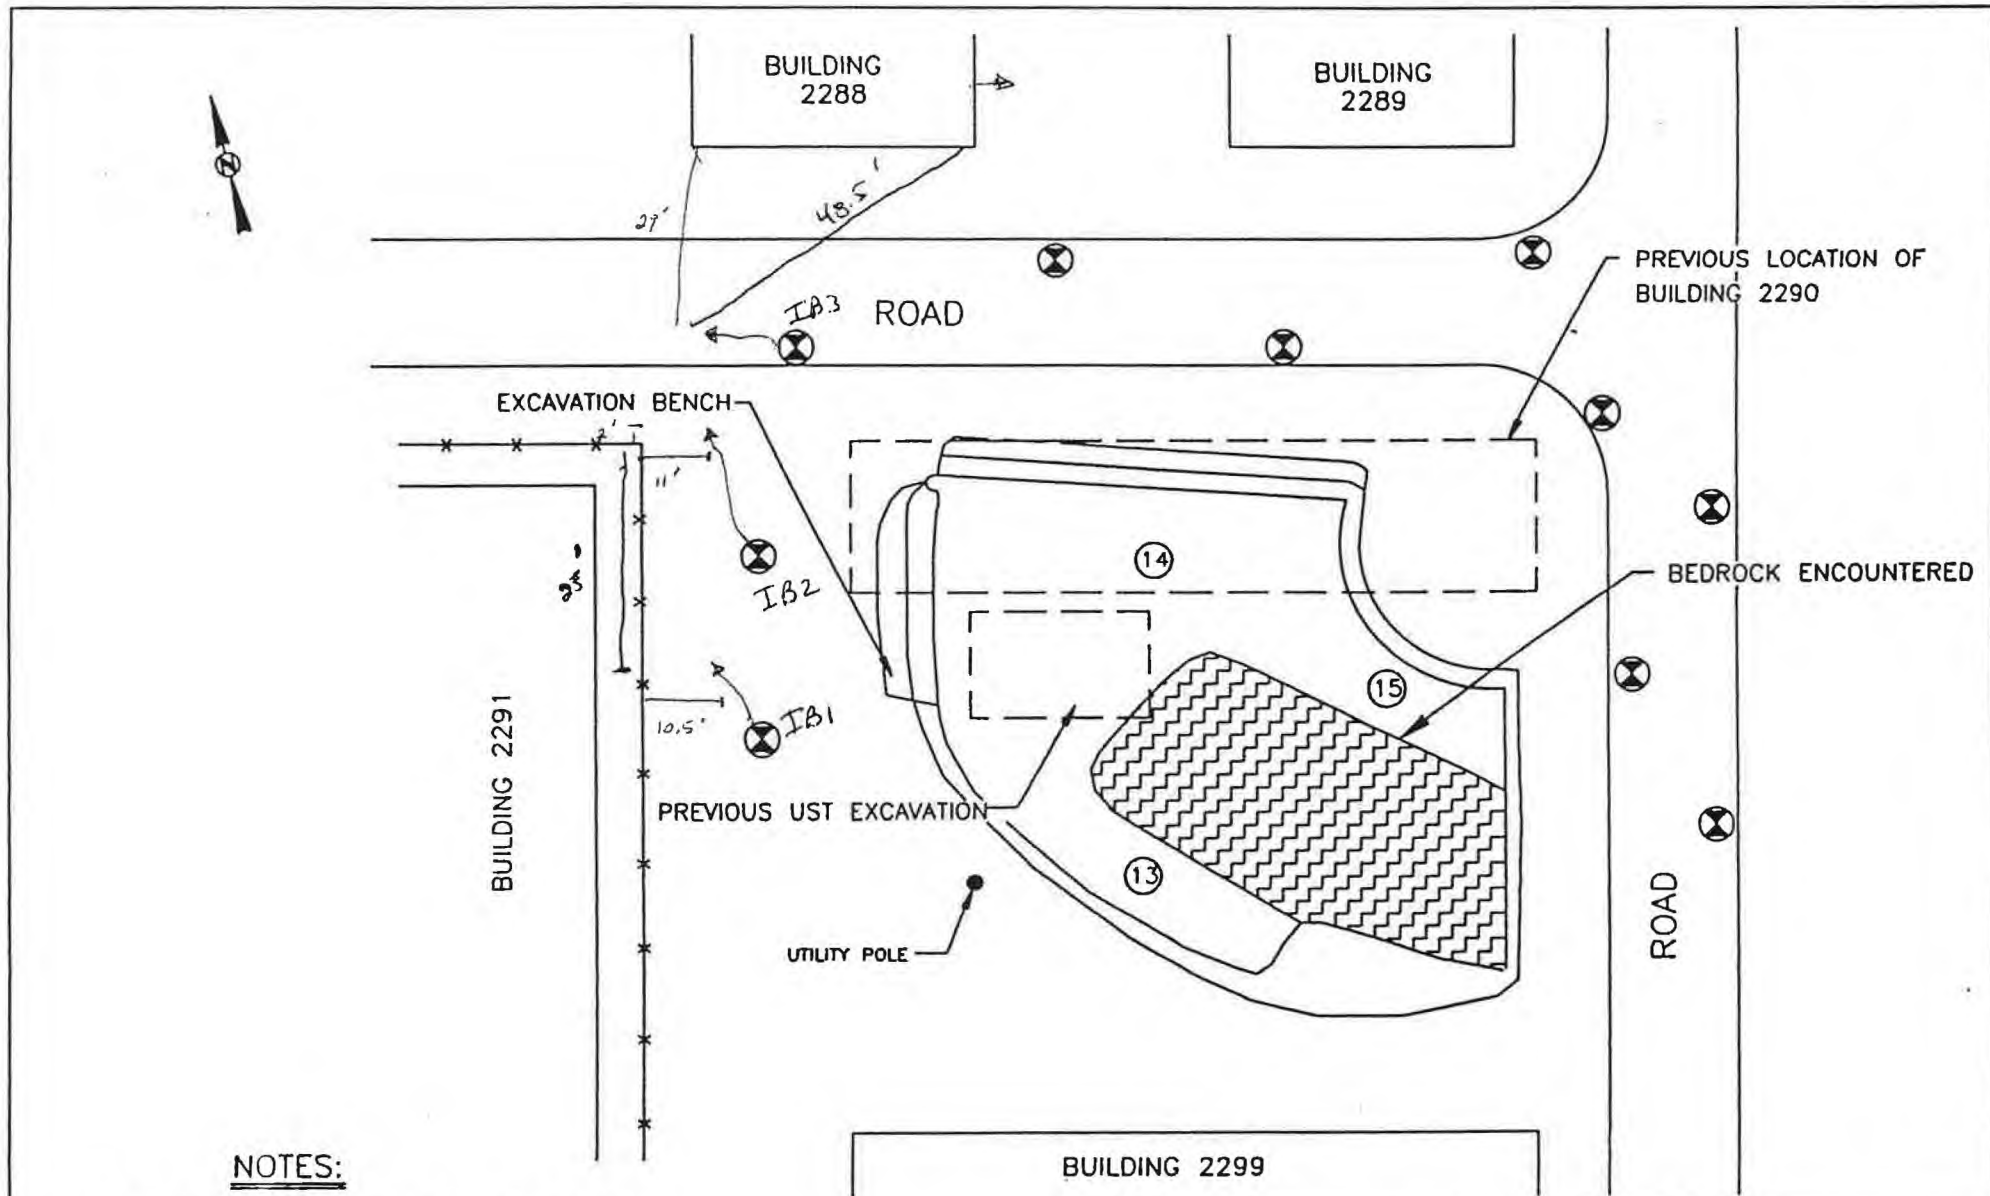 BUILDING
2288
BUILDING
2289
N
48.5'
PREVIOUS LOCATION OF
BUILDING 2290
IB3
ROAD
EXCAVATION BENCH
2'
11'
14
BEDROCK ENCOUNTERED
IB2
15
BUILDING 2291
10.5'
IB1
PREVIOUS UST EXCAVATION
13
UTILITY POLE
ROAD
NOTES:
BUILDING 2299